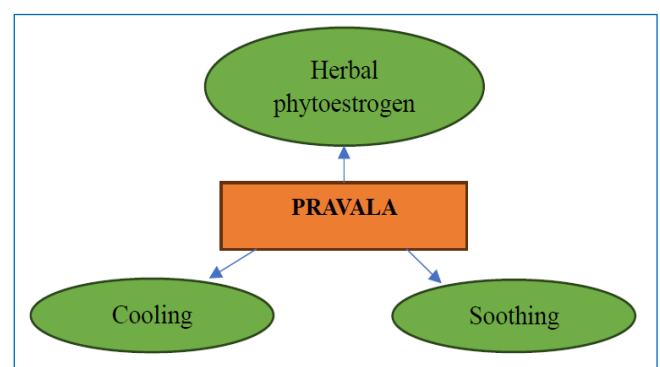 Herbal
phytoestrogen
PRAVALA
Cooling
Soothing